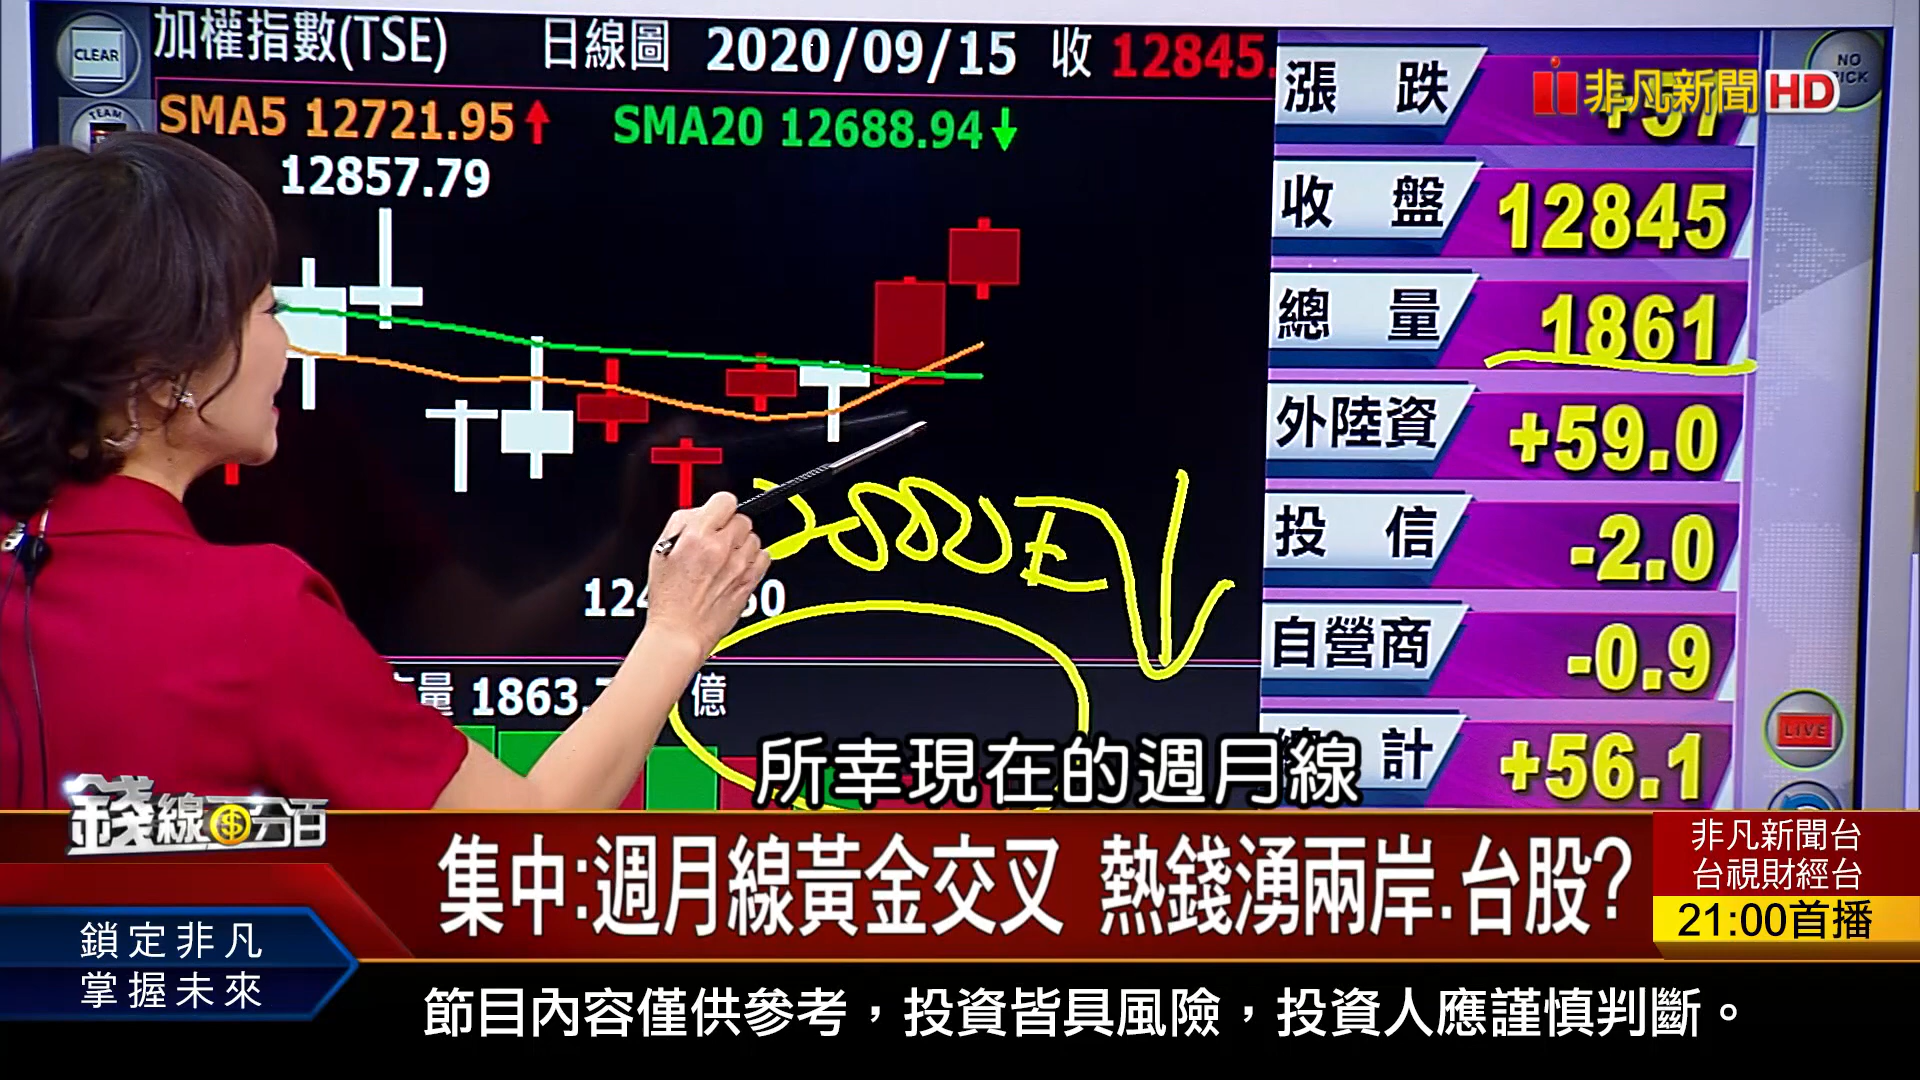 CLEAR
TEAM
加權指數(TSE) 日線圖 2020/09/15 收 12845.
SMA5 12721.95 SMA20 12688.94
12857.79
2000E
量 1863. 億
漲跌
收盤 12845
總量 1861
外陸資 +59.0
投信 -2.0
自營商 -0.9
計 +56.1
非凡新聞HD
LIVE
所幸現在的週月線
錢線百分百
集中:週月線黃金交叉 熱錢湧兩岸.台股?
非凡新聞台
台視財經台
21:00首播
鎖定非凡
掌握未來
節目內容僅供參考，投資皆具風險，投資人應謹慎判斷。